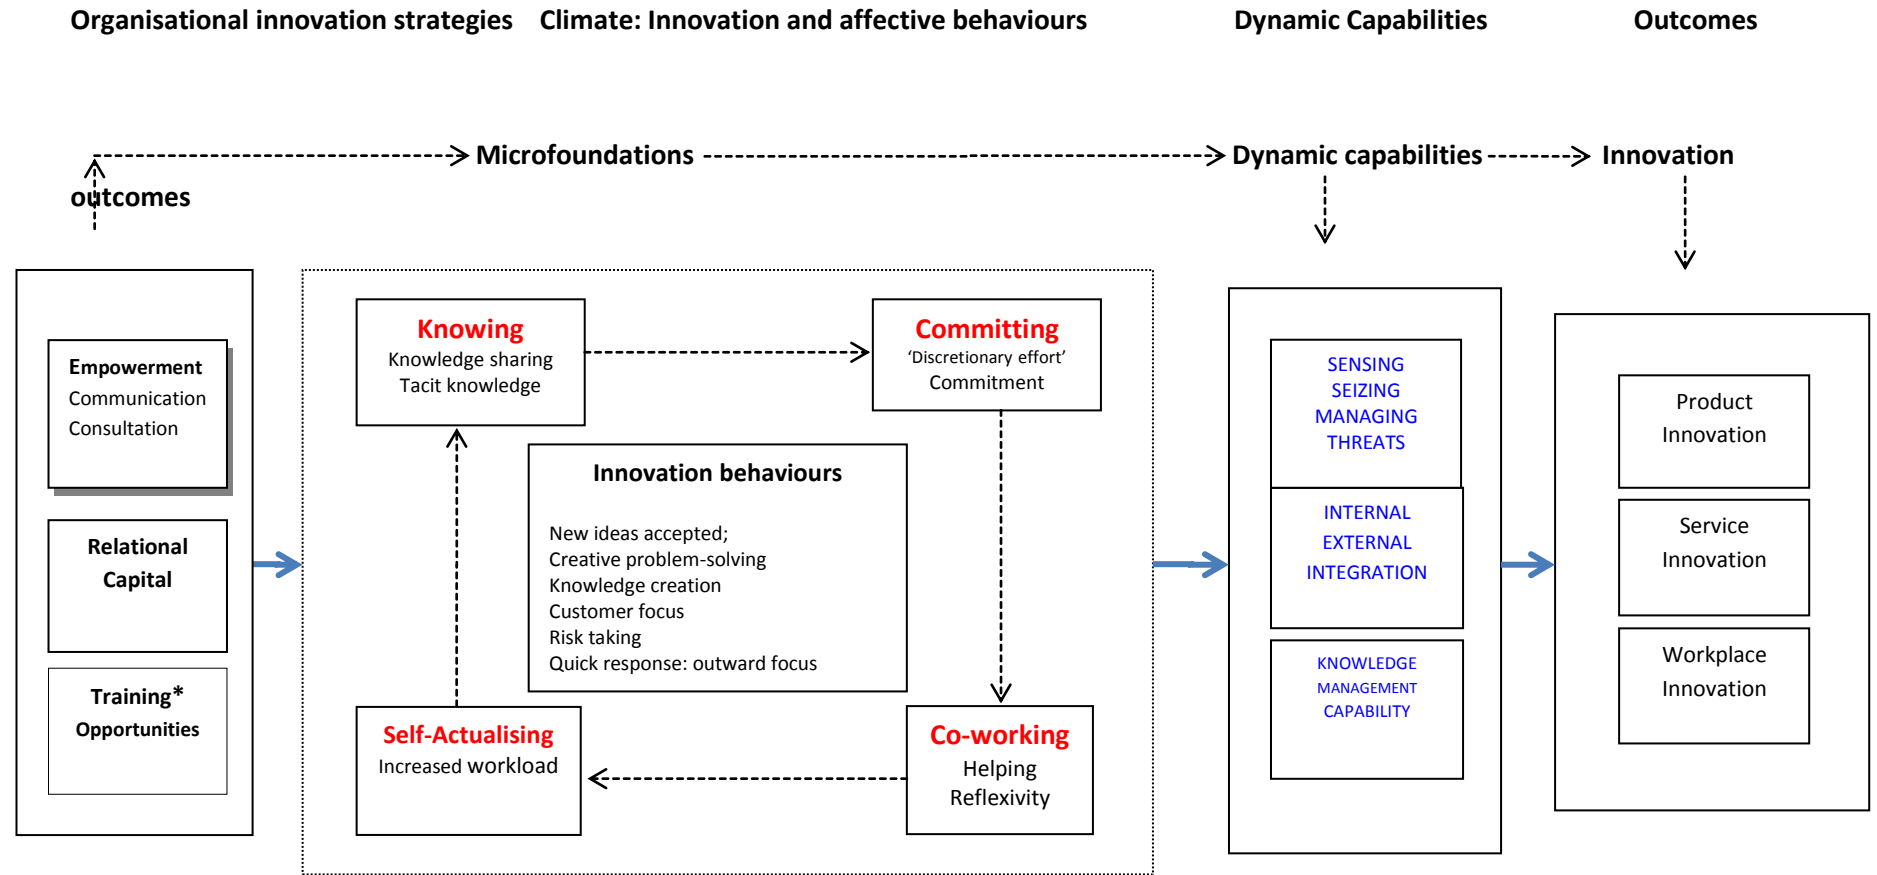 Organisational innovation strategies Climate: Innovation and affective behaviours Dynamic Capabilities Outcomes
Microfoundations Dynamic capabilities Innovation
outcomes
Empowerment
Communication
Consultation
Relational
Capital
Training*
Opportunities
Knowing
Knowledge sharing
Tacit knowledge
Committing
‘Discretionary effort’
Commitment
Innovation behaviours
New ideas accepted;
Creative problem-solving
Knowledge creation
Customer focus
Risk taking
Quick response: outward focus
Self-Actualising
Increased workload
Co-working
Helping
Reflexivity
SENSING
SEIZING
MANAGING
THREATS
INTERNAL
EXTERNAL
INTEGRATION
KNOWLEDGE
MANAGEMENT
CAPABILITY
Product
Innovation
Service
Innovation
Workplace
Innovation